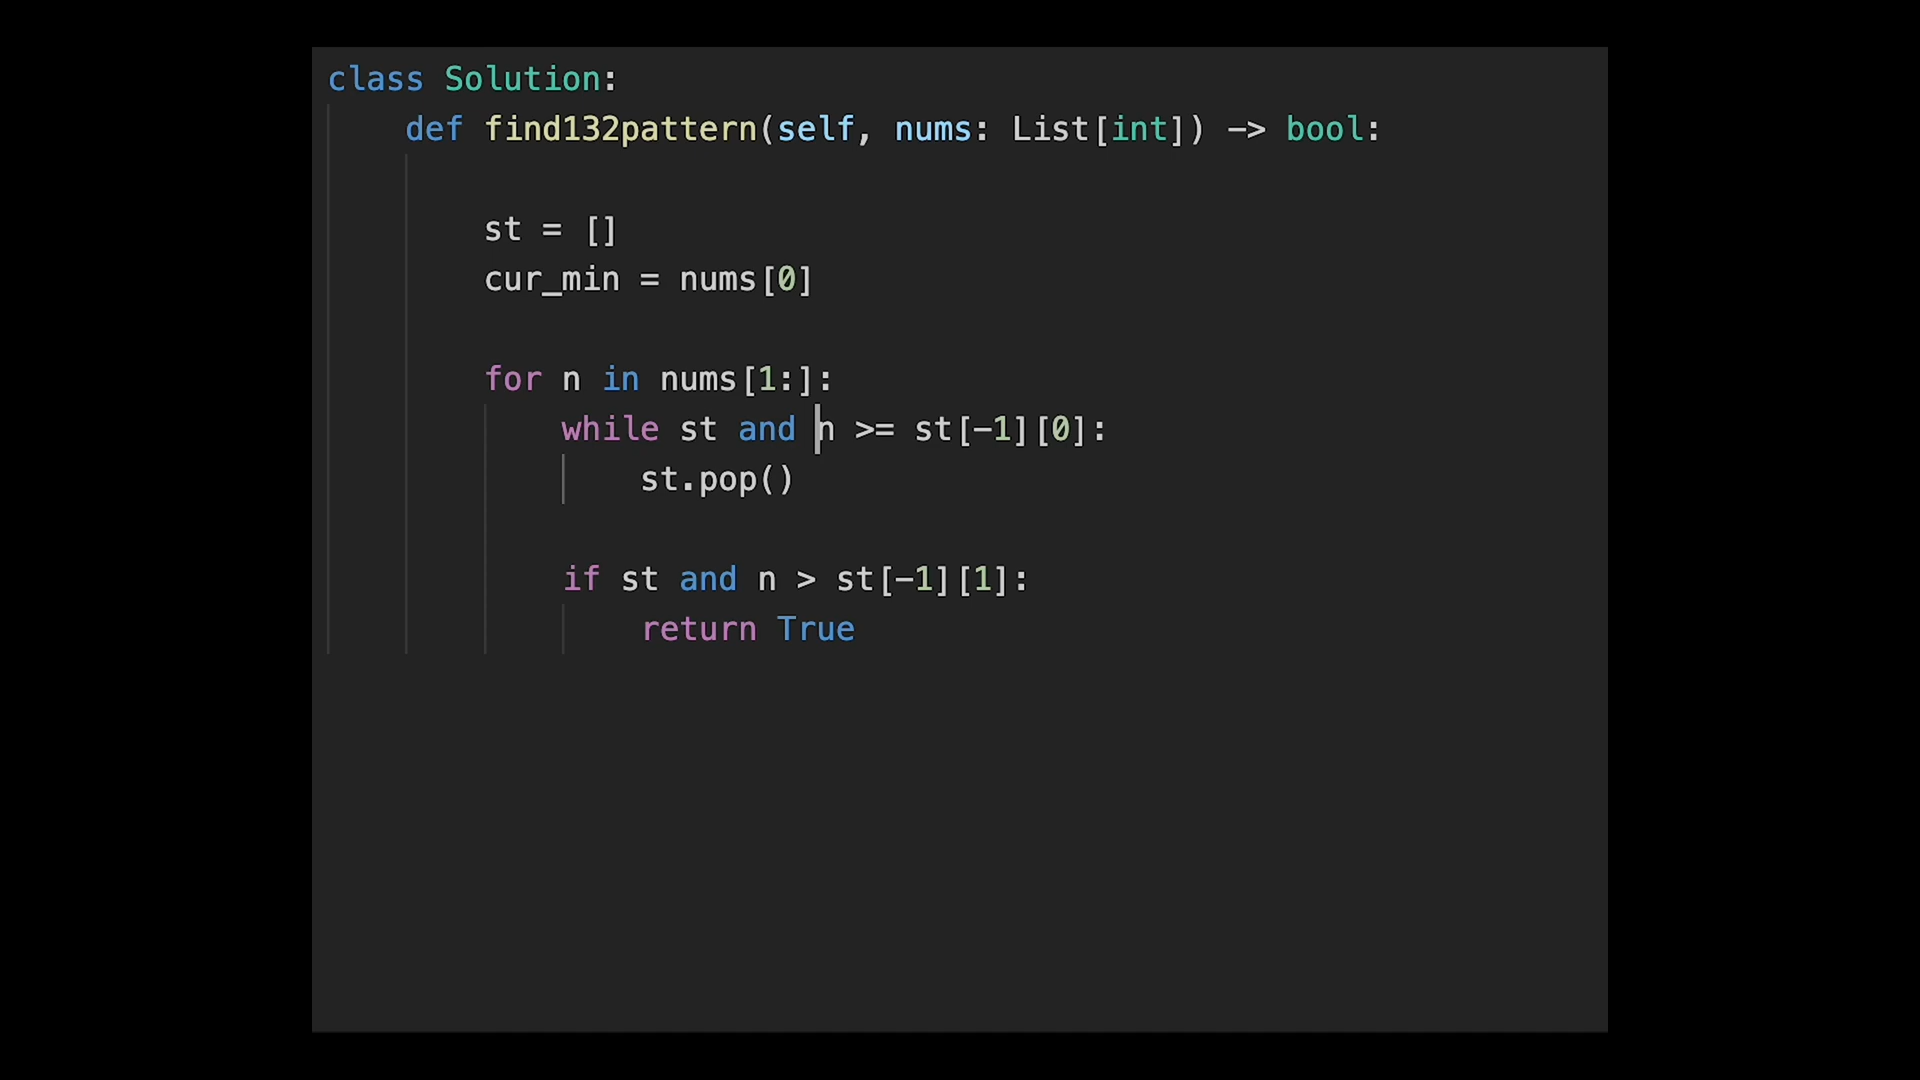 class Solution:
def find132pattern(self, nums: List[int]) -> bool:
st = []
cur_min = nums[0]
for n in nums[1:]:
while st and n >= st[-1][0]:
st.pop()
if st and n > st[-1][1]:
return True